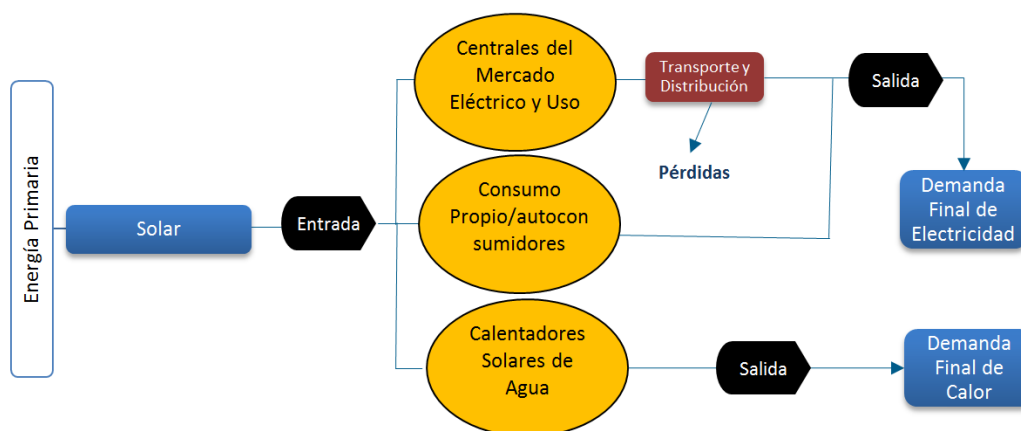 Energía Primaria
Solar
Entrada
Centrales del
Mercado
Eléctrico y Uso
Transporte y
Distribución
Pérdidas
Salida
Demanda
Final de
Electricidad
Consumo
Propio/autocon
sumidores
Calentadores
Solares de
Agua
Salida
Demanda
Final de
Calor